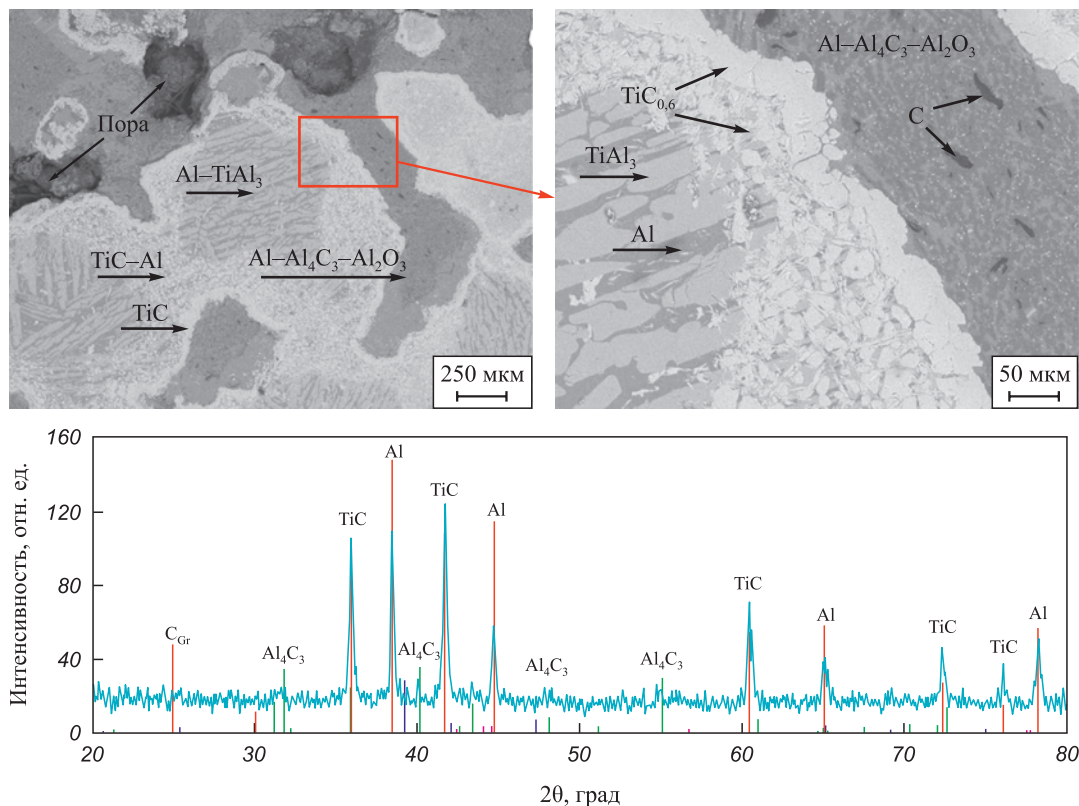 Пора
Al–TiAl₃
TiC–Al
Al–Al₄C₃–Al₂O₃
TiC
250 мкм
Al–Al₄C₃–Al₂O₃
TiC₀,₆
C
TiAl₃
Al
50 мкм
Интенсивность, отн. ед.
160
120
80
40
0
Al
TiC
TiC
Al
C_Gr
Al₄C₃
Al₄C₃
Al₄C₃
Al₄C₃
TiC
Al
TiC
TiC
Al
20
30
40
50
60
70
80
2θ, град